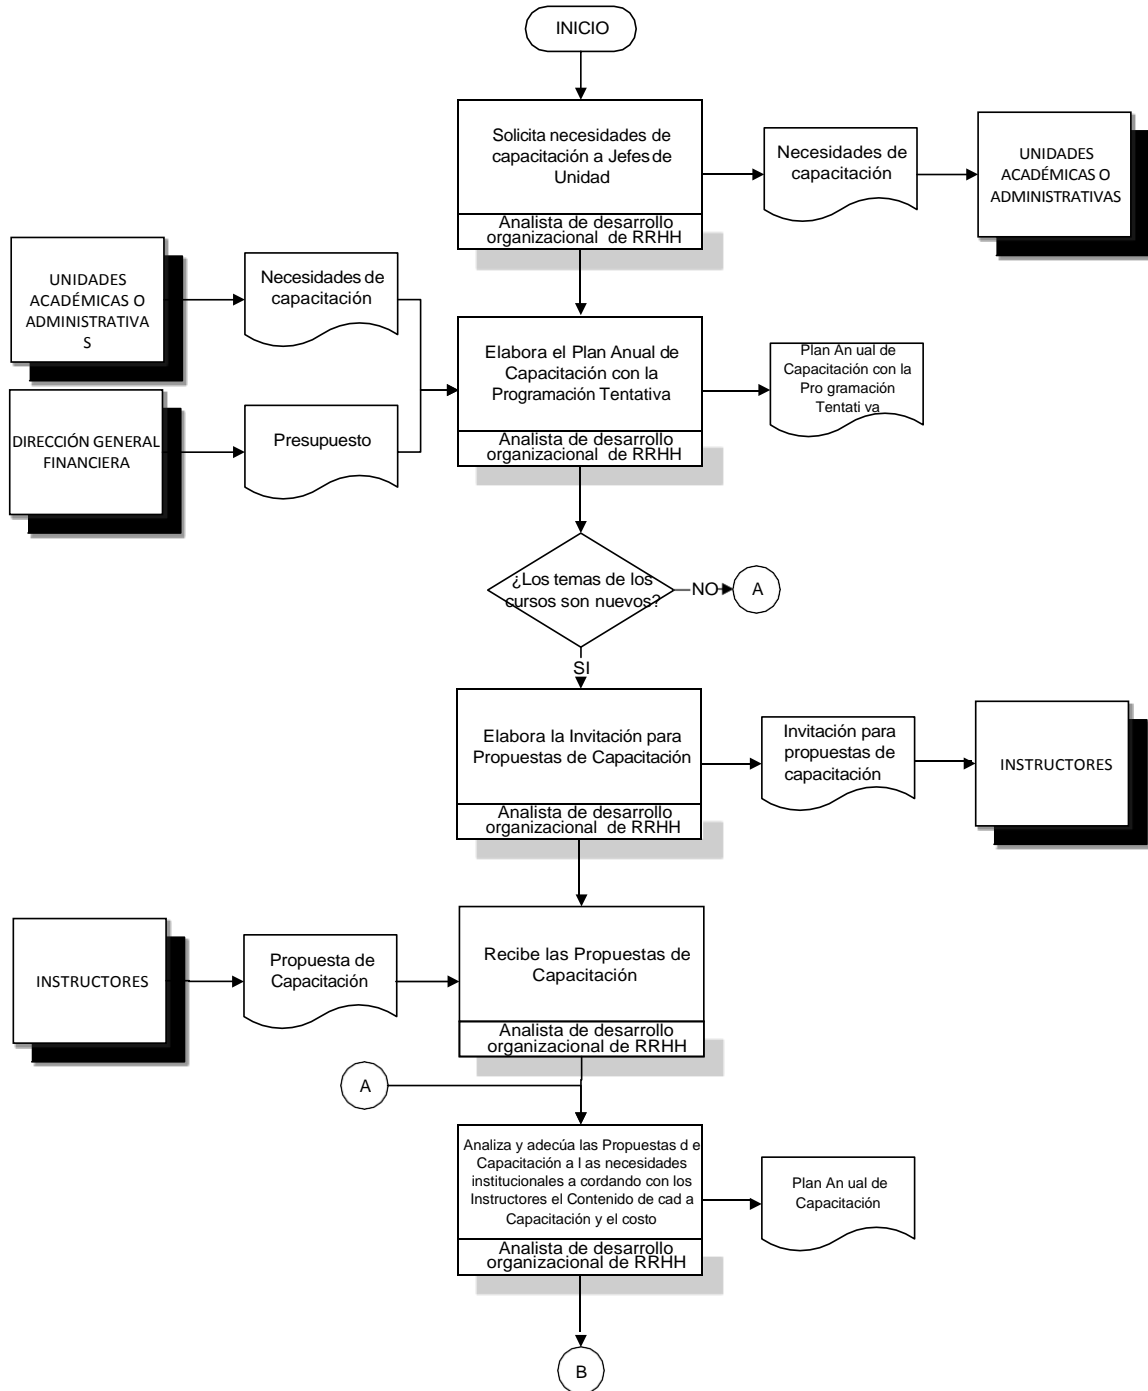 INICIO
Solicita necesidades de
capacitación a Jefes de
Unidad
Analista de desarrollo
organizacional de RRHH
Necesidades de
capacitación
UNIDADES
ACADÉMICAS O
ADMINISTRATIVAS
UNIDADES
ACADÉMICAS O
ADMINISTRATIVA
S
Necesidades de
capacitación
DIRECCIÓN GENERAL
FINANCIERA
Presupuesto
Elabora el Plan Anual de
Capacitación con la
Programación Tentativa
Analista de desarrollo
organizacional de RRHH
Plan An ual de
Capacitación con la
Pro gramación
Tentati va
¿Los temas de los
cursos son nuevos?
NO
A
SI
Elabora la Invitación para
Propuestas de Capacitación
Analista de desarrollo
organizacional de RRHH
Invitación para
propuestas de
capacitación
INSTRUCTORES
INSTRUCTORES
Propuesta de
Capacitación
Recibe las Propuestas de
Capacitación
Analista de desarrollo
organizacional de RRHH
A
Analiza y adecúa las Propuestas d e
Capacitación a l as necesidades
institucionales a cordando con los
Instructores el Contenido de cad a
Capacitación y el costo
Analista de desarrollo
organizacional de RRHH
Plan An ual de
Capacitación
B